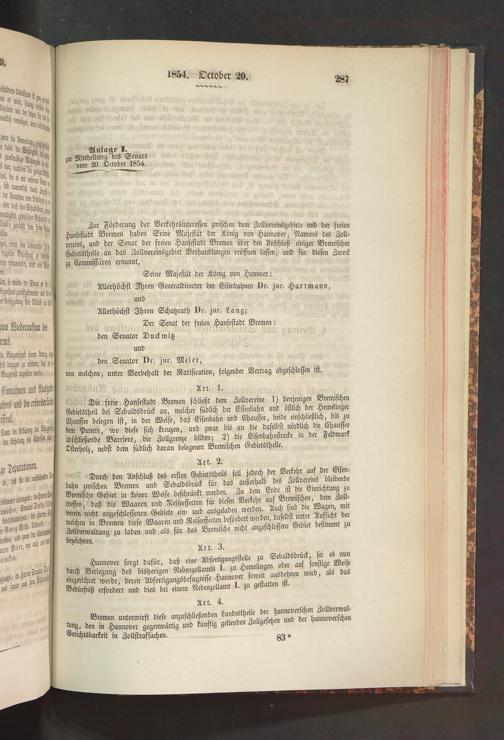 1854. October 20.
287
Anlage I.
zur Mittheilung des Senats
vom 20. October 1854.
Zur Förderung der Verkehrsinteressen zwischen dem Zollvereinsgebiete und der freien
Hansestadt Bremen haben Seine Majestät der König von Hannover, Namens des Zoll-
vereins, und der Senat der freien Hansestadt Bremen über den Anschluß einiger Bremischer
Gebietstheile an das Zollvereinsgebiet Verhandlungen eröffnen lassen, und für diesen Zweck
zu Commissären ernannt,
Seine Majestät der König von Hannover:
Allerhöchst Ihren Generaldirector der Eisenbahnen Dr. jur. Hartmann,
und
Allerhöchst Ihren Schatzrath Dr. jur. Lang;
Der Senat der freien Hansestadt Bremen:
den Senator Duckwitz
und
den Senator Dr. jur. Meier,
von welchen, unter Vorbehalt der Ratification, folgender Vertrag abgeschlossen ist.
Art. 1.
Die freie Hansestadt Bremen schließt dem Zollvereine 1) denjenigen Bremischen
Gebietstheil bei Sebaldsbrück an, welcher südlich der Eisenbahn und östlich der Hemelinger
Chaussee belegen ist, in der Weise, daß Eisenbahn und Chaussee, beide einschließlich, bis zu
dem Puncte, wo diese sich kreuzen, und zwar bis an die daselbst nördlich die Chaussee
abschließende Barriere, die Zollgrenze bilden; 2) die Eisenbahnstrecke in der Feldmark
Osterholz, nebst dem südlich daran belegenen Bremischen Gebietstheile.
Art. 2.
Durch den Anschluß des ersten Gebietstheils soll jedoch der Verkehr auf der Eisen-
bahn zwischen Bremen und Sebaldsbrück für das außerhalb des Zollvereins bleibende
Bremische Gebiet in keiner Weise beschränkt werden. Zu dem Ende ist die Einrichtung zu
treffen, daß die Waaren und Reiseeffecten für diesen Verkehr auf Bremischem, dem Zoll-
verein nicht angeschlossenen Gebiete ein- und ausgeladen werden. Auch sind die Wagen, mit
welchen in Bremen diese Waaren und Reiseeffecten befördert werden, daselbst unter Aufsicht der
Zollverwaltung zu laden und als für das Bremische nicht angeschlossene Gebiet bestimmt zu
bezeichnen.
Art. 3.
Hannover sorgt dafür, daß eine Abfertigungsstelle zu Sebaldsbrück, sei es nun
durch Verlegung des bisherigen Nebenzollamts I. zu Hemelingen oder auf sonstige Weise
eingerichtet werde, deren Abfertigungsbefugnisse Hannover soweit ausdehnen wird, als das
Bedürfniß erfordert und dies bei einem Nebenzollamt I. zu gestatten ist.
Art. 4.
Bremen unterwirft diese anzuschließenden Landestheile der hannoverschen Zollverwal-
tung, den in Hannover gegenwärtig und künftig geltenden Zollgesetzen und der hannoverschen
Gerichtsbarkeit in Zollstrafsachen.
83*